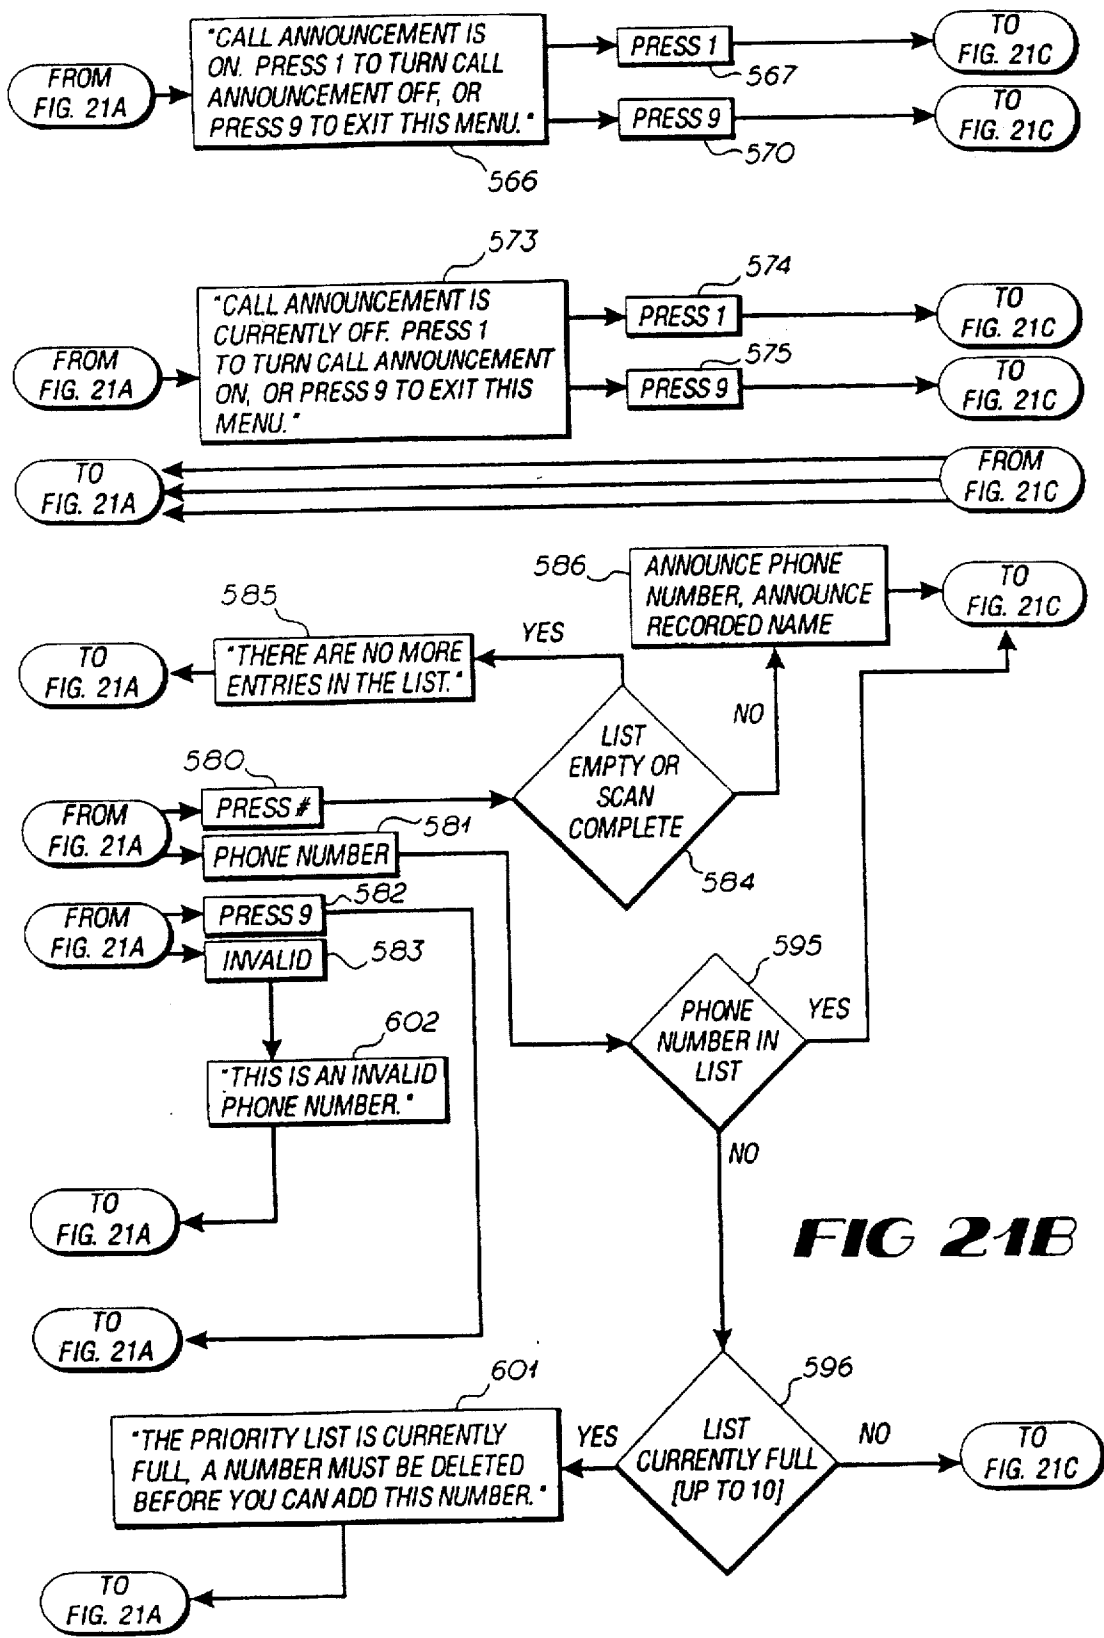 "CALL ANNOUNCEMENT IS
ON. PRESS 1 TO TURN CALL
ANNOUNCEMENT OFF, OR
PRESS 9 TO EXIT THIS MENU."
FROM
FIG. 21A
PRESS 1
567
TO
FIG. 21C
PRESS 9
570
TO
FIG. 21C
566
573
"CALL ANNOUNCEMENT IS
CURRENTLY OFF. PRESS 1
TO TURN CALL ANNOUNCEMENT
ON, OR PRESS 9 TO EXIT THIS
MENU."
FROM
FIG. 21A
574
PRESS 1
TO
FIG. 21C
575
PRESS 9
TO
FIG. 21C
TO
FIG. 21A
FROM
FIG. 21C
586
ANNOUNCE PHONE
NUMBER, ANNOUNCE
RECORDED NAME
TO
FIG. 21C
585
YES
TO
FIG. 21A
"THERE ARE NO MORE
ENTRIES IN THE LIST."
NO
LIST
EMPTY OR
SCAN
COMPLETE
584
580
FROM
FIG. 21A
PRESS #
581
PHONE NUMBER
582
FROM
FIG. 21A
PRESS 9
INVALID
583
595
PHONE
NUMBER IN
LIST
YES
NO
602
"THIS IS AN INVALID
PHONE NUMBER."
TO
FIG. 21A
FIG 21B
TO
FIG. 21A
601
"THE PRIORITY LIST IS CURRENTLY
FULL, A NUMBER MUST BE DELETED
BEFORE YOU CAN ADD THIS NUMBER."
YES
596
LIST
CURRENTLY FULL
[UP TO 10]
NO
TO
FIG. 21C
TO
FIG. 21A